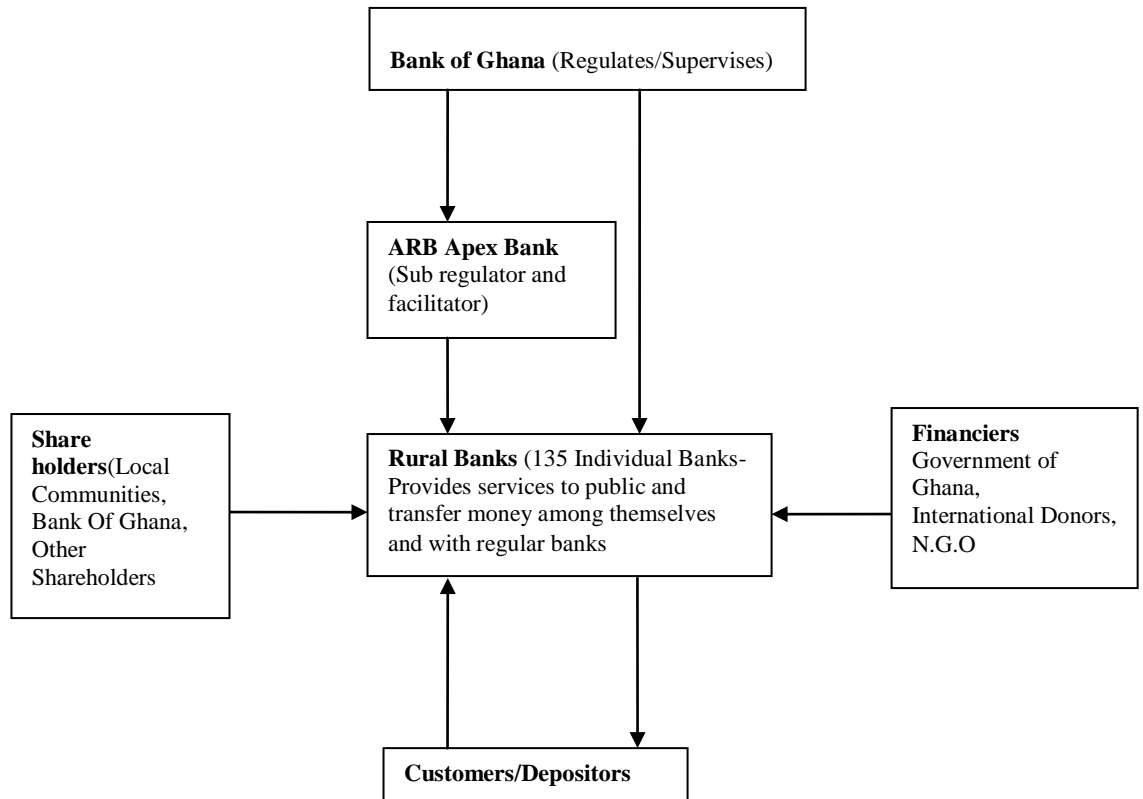 Bank of Ghana (Regulates/Supervises)
ARB Apex Bank
(Sub regulator and
facilitator)
Share
holders(Local
Communities,
Bank Of Ghana,
Other
Shareholders
Rural Banks (135 Individual Banks-
Provides services to public and
transfer money among themselves
and with regular banks
Financiers
Government of
Ghana,
International Donors,
N.G.O
Customers/Depositors